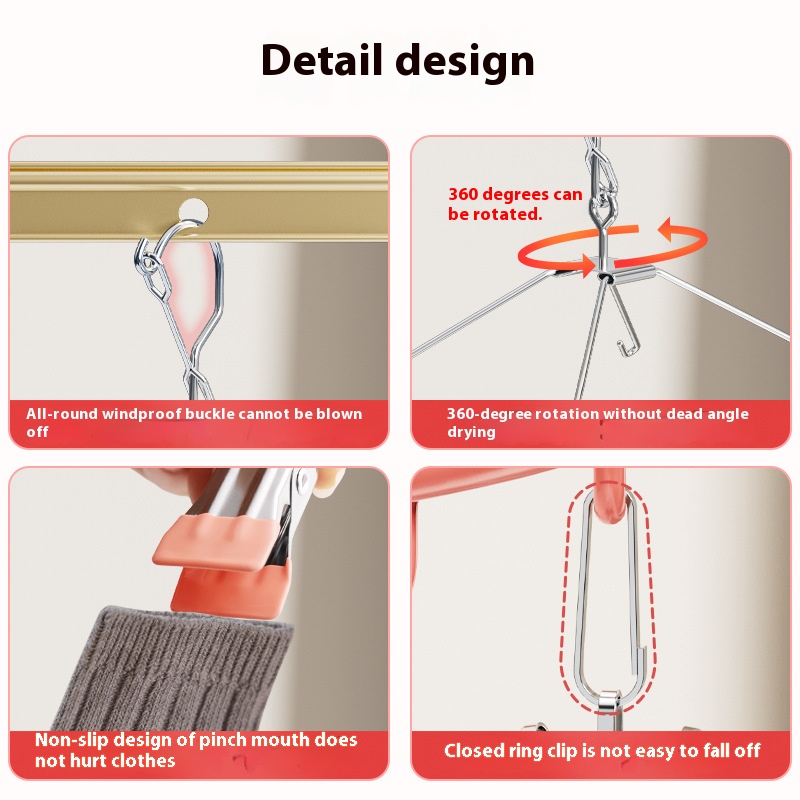 Detail design
360 degrees can
be rotated.
All-round windproof buckle cannot be blown
off
360-degree rotation without dead angle
drying
Non-slip design of pinch mouth does
not hurt clothes
Closed ring clip is not easy to fall off